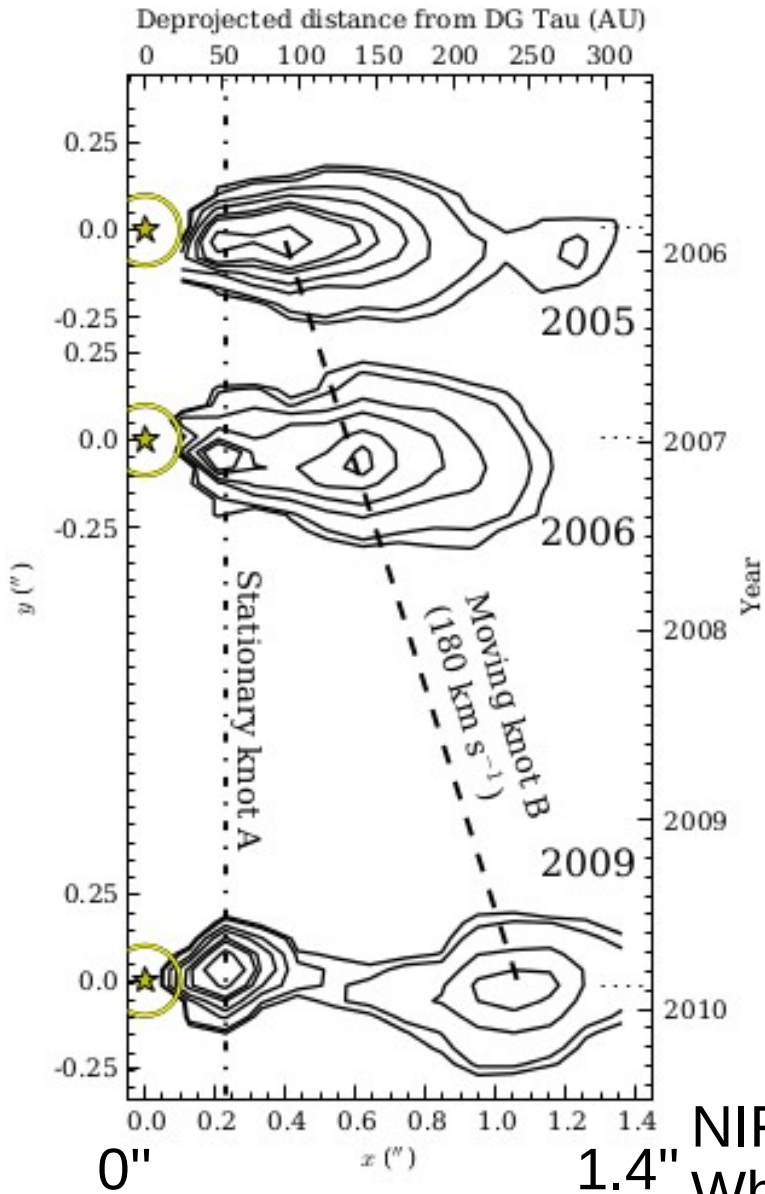 Deprojected distance from DG Tau (AU)
0 50 100 150 200 250 300
0.25
0.0
-0.25
2006
2005
0.25
0.0
-0.25
2007
2006
y (″)
Year
Stationary knot A
Moving knot B
(180 km s⁻¹)
2008
2009
2009
0.25
0.0
-0.25
2010
0.0 0.2 0.4 0.6 0.8 1.0 1.2 1.4
x (″)
0" 1.4"